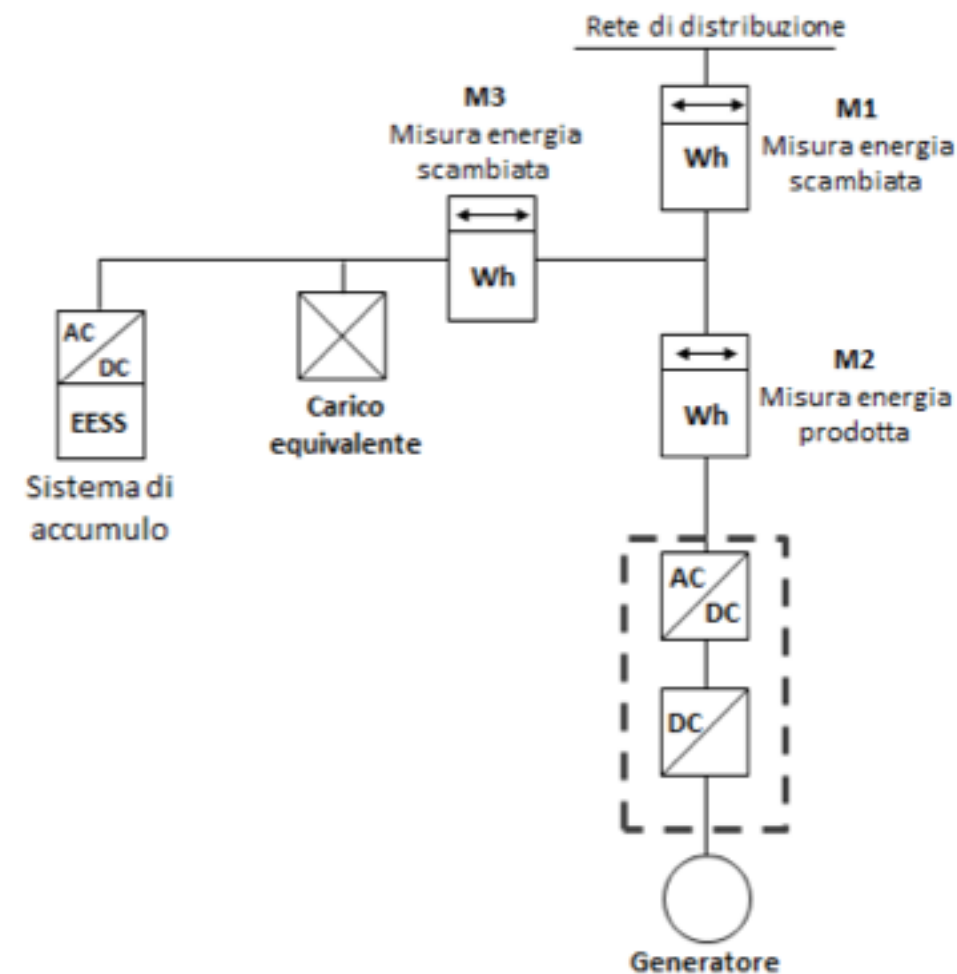 Rete di distribuzione
M3
Misura energia
scambiata
Wh
M1
Misura energia
scambiata
Wh
AC
DC
EESS
Sistema di
accumulo
Carico
equivalente
Wh
M2
Misura energia
prodotta
AC
DC
DC
Generatore